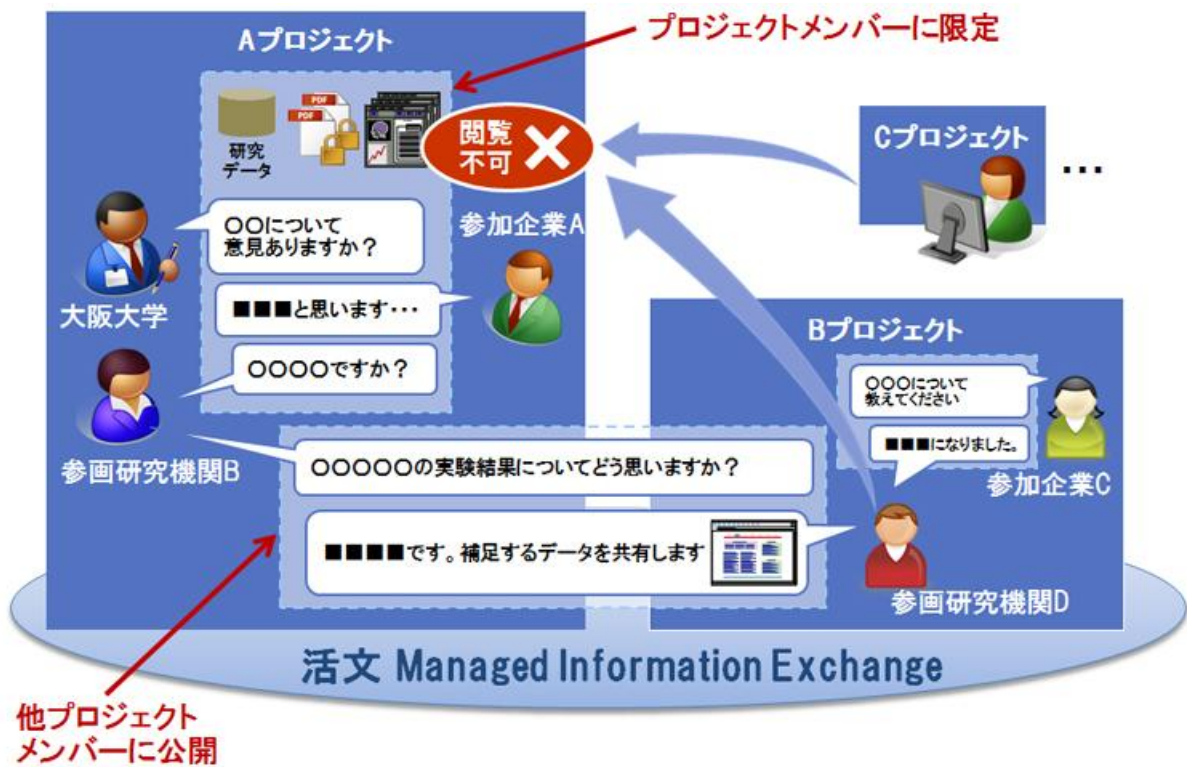 プロジェクトメンバーに限定
Aプロジェクト
PDF
PDF
研究
データ
閲覧
不可
Cプロジェクト
・・・
〇〇について
意見ありますか？
参加企業A
大阪大学
■■■と思います・・・
〇〇〇〇ですか？
参画研究機関B
Bプロジェクト
〇〇〇について
教えてください
■■■になりました。
参加企業C
〇〇〇〇〇の実験結果についてどう思いますか？
■■■■です。補足するデータを共有します
参画研究機関D
活文 Managed Information Exchange
他プロジェクト
メンバーに公開